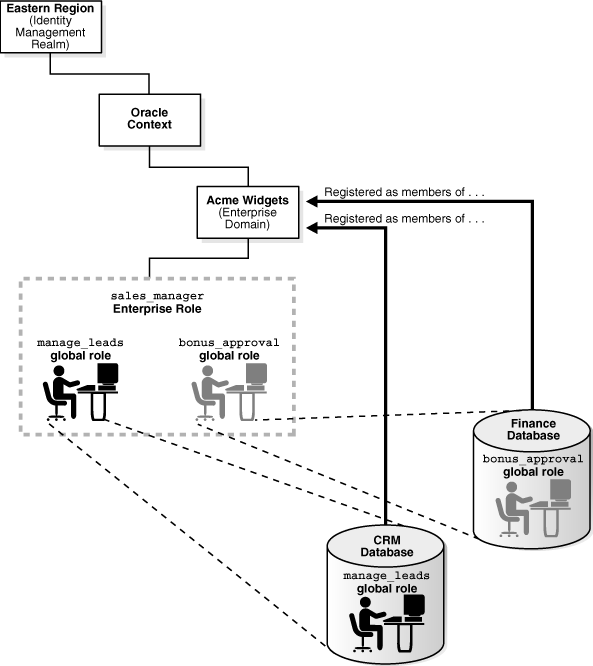 Eastern Region
(Identity
Management
Realm)
Oracle
Context
Acme Widgets
(Enterprise
Domain)
Registered as members of . . .
Registered as members of . . .
sales_manager
Enterprise Role
manage_leads
global role
bonus_approval
global role
Finance
Database
bonus_approval
global role
CRM
Database
manage_leads
global role